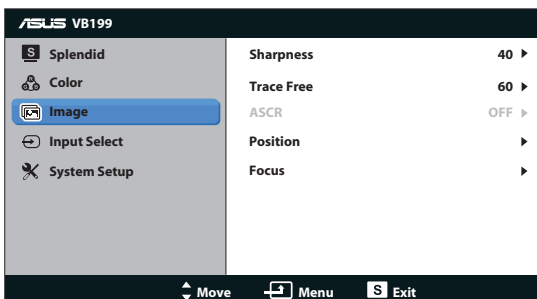 ASUS VB199
S Splendid
Color
Image
Input Select
System Setup
Sharpness 40
Trace Free 60
ASCR OFF
Position
Focus
Move Menu S Exit